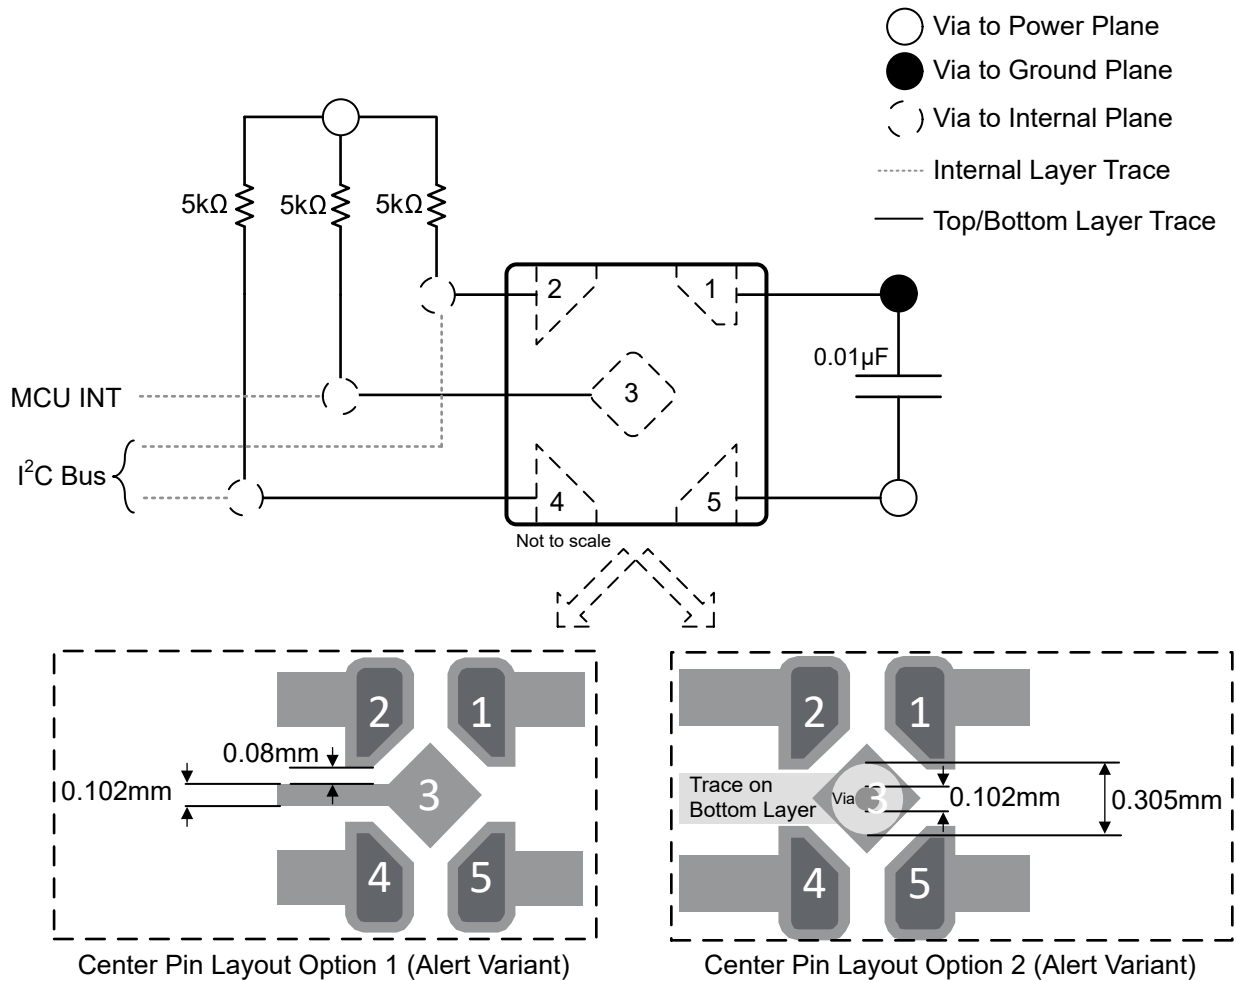 Via to Power Plane
Via to Ground Plane
Via to Internal Plane
Internal Layer Trace
Top/Bottom Layer Trace
5kΩ 5kΩ 5kΩ
2 1
0.01µF
3
MCU INT
I²C Bus
4 5
Not to scale
2 1
0.08mm
0.102mm
3
4 5
Center Pin Layout Option 1 (Alert Variant)
2 1
Trace on
Bottom Layer
Via 3
0.102mm
0.305mm
4 5
Center Pin Layout Option 2 (Alert Variant)